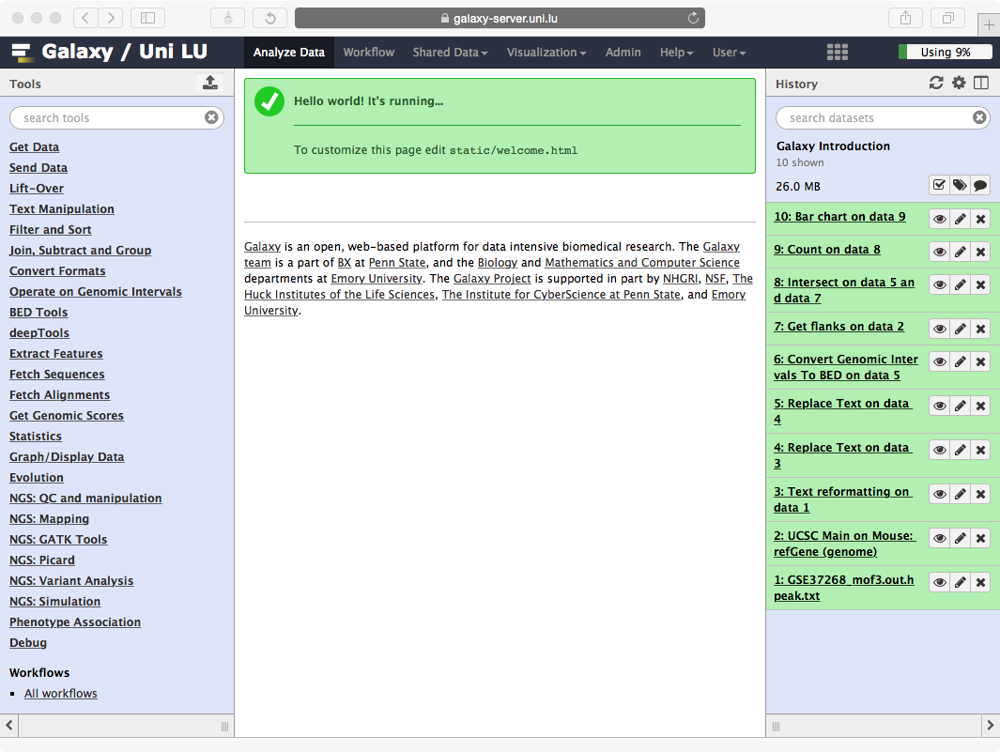 galaxy-server.uni.lu
Galaxy / Uni LU
Analyze Data
Workflow
Shared Data
Visualization
Admin
Help
User
Using 9%
Tools
search tools
Get Data
Send Data
Lift-Over
Text Manipulation
Filter and Sort
Join, Subtract and Group
Convert Formats
Operate on Genomic Intervals
BED Tools
deepTools
Extract Features
Fetch Sequences
Fetch Alignments
Get Genomic Scores
Statistics
Graph/Display Data
Evolution
NGS: QC and manipulation
NGS: Mapping
NGS: GATK Tools
NGS: Picard
NGS: Variant Analysis
NGS: Simulation
Phenotype Association
Debug
Workflows
All workflows
Hello world! It's running...
To customize this page edit static/welcome.html
Galaxy is an open, web-based platform for data intensive biomedical research. The Galaxy
team is a part of BX at Penn State, and the Biology and Mathematics and Computer Science
departments at Emory University. The Galaxy Project is supported in part by NHGRI, NSF, The
Huck Institutes of the Life Sciences, The Institute for CyberScience at Penn State, and Emory
University.
History
search datasets
Galaxy Introduction
10 shown
26.0 MB
10: Bar chart on data 9
9: Count on data 8
8: Intersect on data 5 an
d data 7
7: Get flanks on data 2
6: Convert Genomic Inter
vals To BED on data 5
5: Replace Text on data
4
4: Replace Text on data
3
3: Text reformatting on
data 1
2: UCSC Main on Mouse:
refGene (genome)
1: GSE37268_mof3.out.h
peak.txt